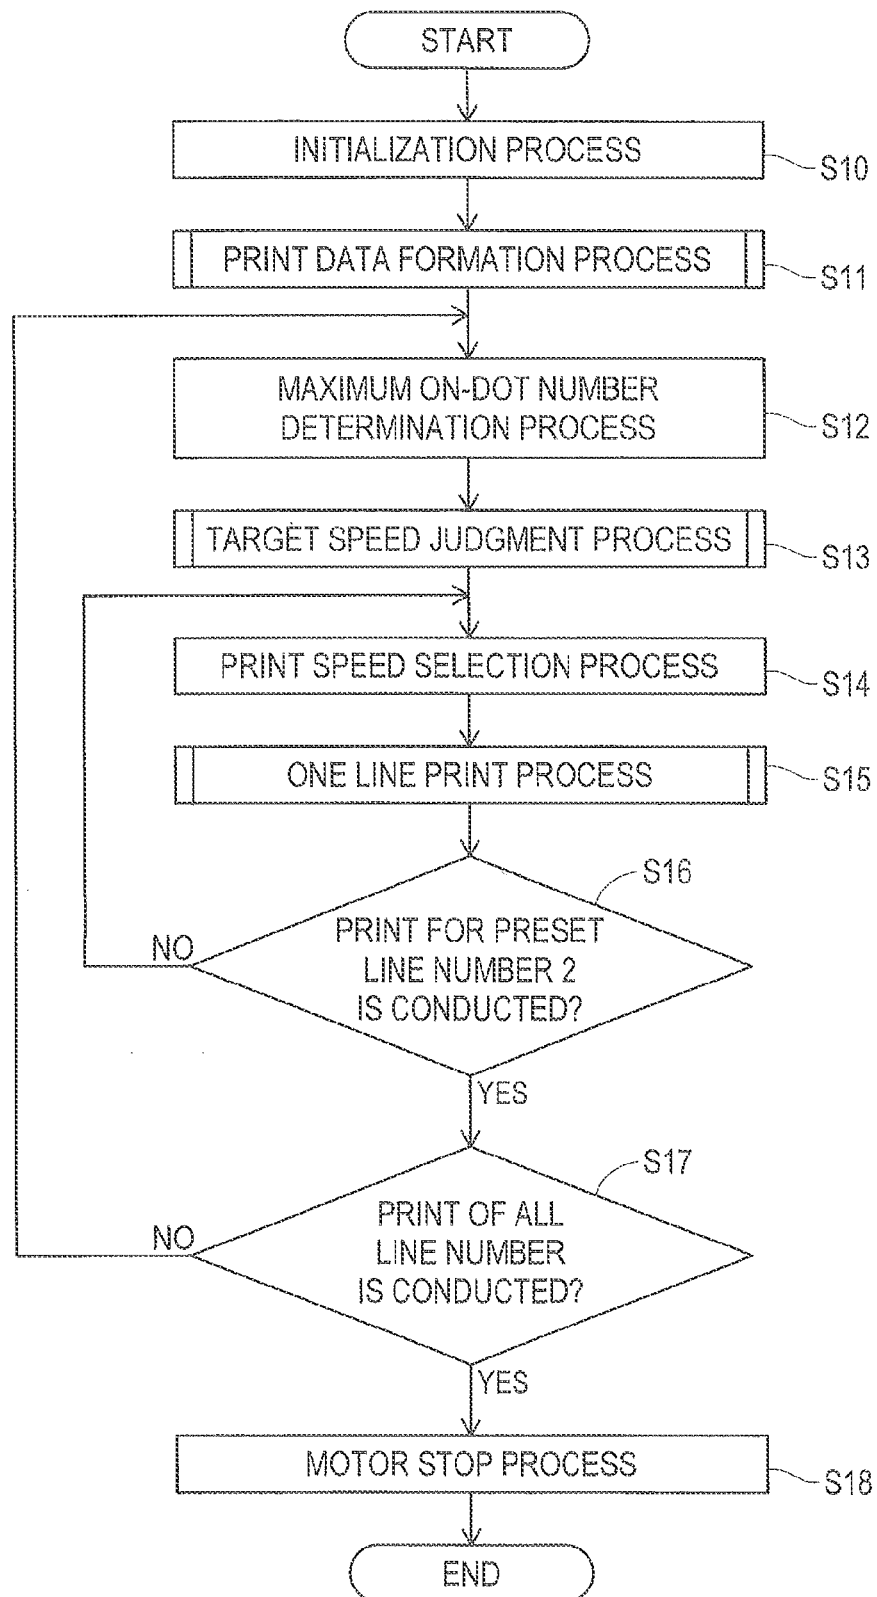 START
INITIALIZATION PROCESS
S10
PRINT DATA FORMATION PROCESS
S11
MAXIMUM ON-DOT NUMBER
DETERMINATION PROCESS
S12
TARGET SPEED JUDGMENT PROCESS
S13
PRINT SPEED SELECTION PROCESS
S14
ONE LINE PRINT PROCESS
S15
S16
PRINT FOR PRESET
LINE NUMBER 2
IS CONDUCTED?
NO
YES
S17
PRINT OF ALL
LINE NUMBER
IS CONDUCTED?
NO
YES
MOTOR STOP PROCESS
S18
END